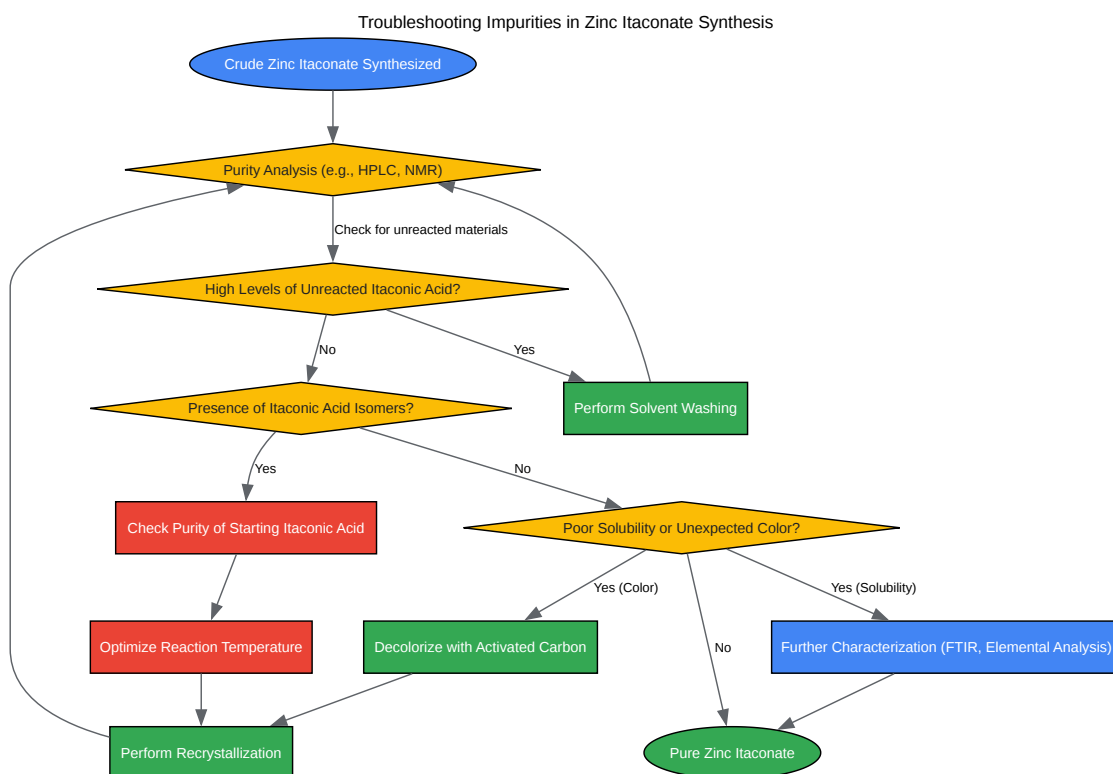 Troubleshooting Impurities in Zinc Itaconate Synthesis
Crude Zinc Itaconate Synthesized
Purity Analysis (e.g., HPLC, NMR)
Check for unreacted materials
High Levels of Unreacted Itaconic Acid?
No
Yes
Presence of Itaconic Acid Isomers?
Perform Solvent Washing
Yes
No
Check Purity of Starting Itaconic Acid
Poor Solubility or Unexpected Color?
Yes (Color)
Yes (Solubility)
Optimize Reaction Temperature
Decolorize with Activated Carbon
No
Further Characterization (FTIR, Elemental Analysis)
Perform Recrystallization
Pure Zinc Itaconate